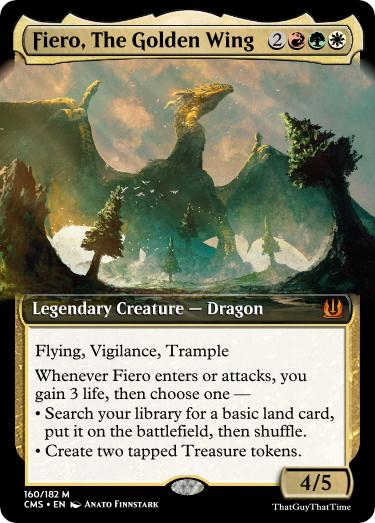 Fiero, The Golden Wing 2
Legendary Creature — Dragon
Flying, Vigilance, Trample
Whenever Fiero enters or attacks, you
gain 3 life, then choose one —
• Search your library for a basic land card,
put it on the battlefield, then shuffle.
• Create two tapped Treasure tokens.
4/5
160/182 M
CMS • EN Anato Finnstark
ThatGuyThatTime